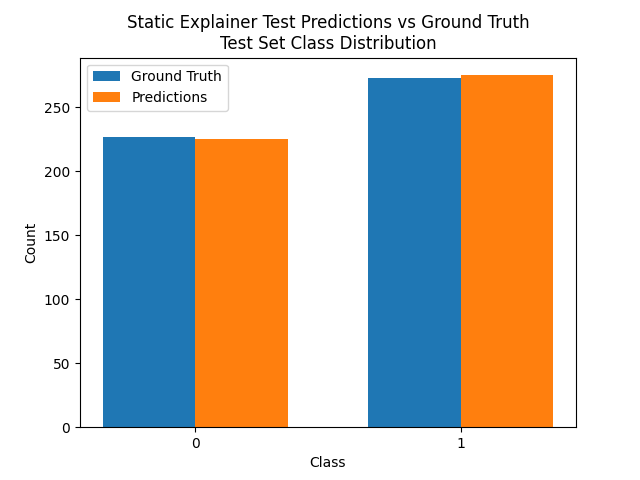 Static Explainer Test Predictions vs Ground Truth
Test Set Class Distribution
Ground Truth
Predictions
250
200
150
100
50
0
Count
0 1
Class